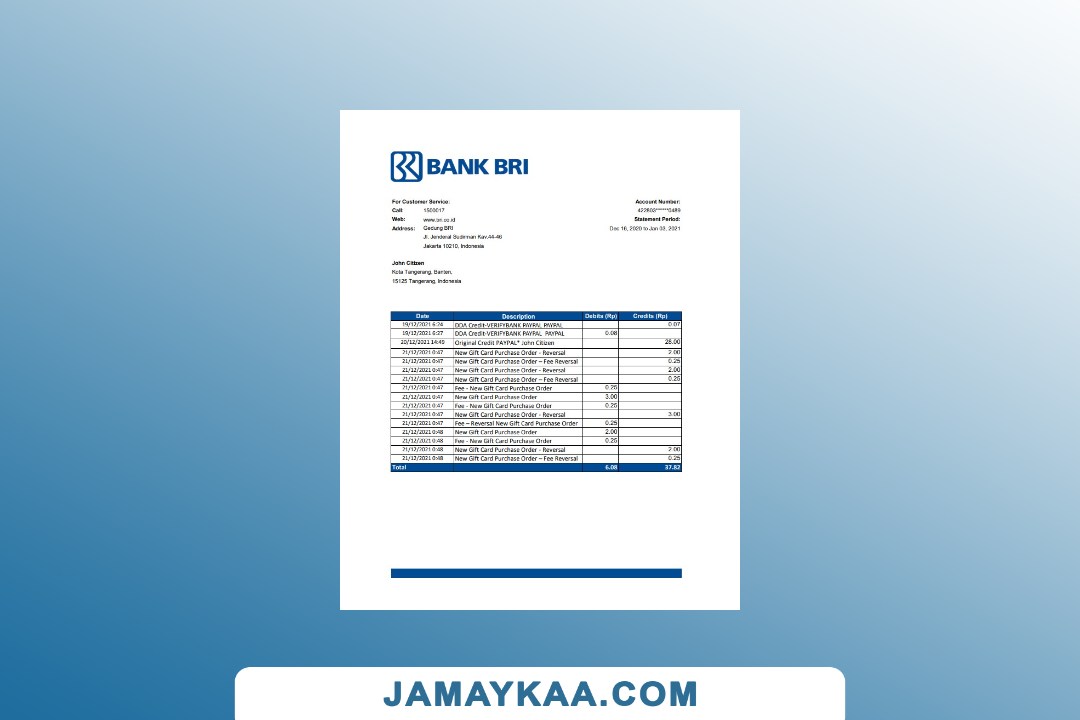 BANK BRI
For Customer Service:
Call: 1500017
Web: www.bri.co.id
Address: Gedung BRI
Jl. Jenderal Sudirman Kav.44-46
Jakarta 10210, Indonesia
Account Number:
422803******0489
Statement Period:
Dec 16, 2020 to Jan 03, 2021
John Citizen
Kota Tangerang, Banten,
15125 Tangerang, Indonesia
Date Description Debits (Rp) Credits (Rp)
19/12/2021 6:24 DDA Credit-VERIFYBANK PAYPAL PAYPAL 0.07
19/12/2021 6:27 DDA Credit-VERIFYBANK PAYPAL PAYPAL 0.08
20/12/2021 14:49 Original Credit PAYPAL* John Citizen 28.00
21/12/2021 0:47 New Gift Card Purchase Order - Reversal 2.00
21/12/2021 0:47 New Gift Card Purchase Order – Fee Reversal 0.25
21/12/2021 0:47 New Gift Card Purchase Order - Reversal 2.00
21/12/2021 0:47 New Gift Card Purchase Order – Fee Reversal 0.25
21/12/2021 0:47 Fee - New Gift Card Purchase Order 0.25
21/12/2021 0:47 New Gift Card Purchase Order 3.00
21/12/2021 0:47 Fee - New Gift Card Purchase Order 0.25
21/12/2021 0:47 New Gift Card Purchase Order - Reversal 3.00
21/12/2021 0:47 Fee – Reversal New Gift Card Purchase Order 0.25
21/12/2021 0:48 New Gift Card Purchase Order 2.00
21/12/2021 0:48 Fee - New Gift Card Purchase Order 0.25
21/12/2021 0:48 New Gift Card Purchase Order - Reversal 2.00
21/12/2021 0:48 New Gift Card Purchase Order – Fee Reversal 0.25
Total 6.08 37.82
JAMAYKAA.COM